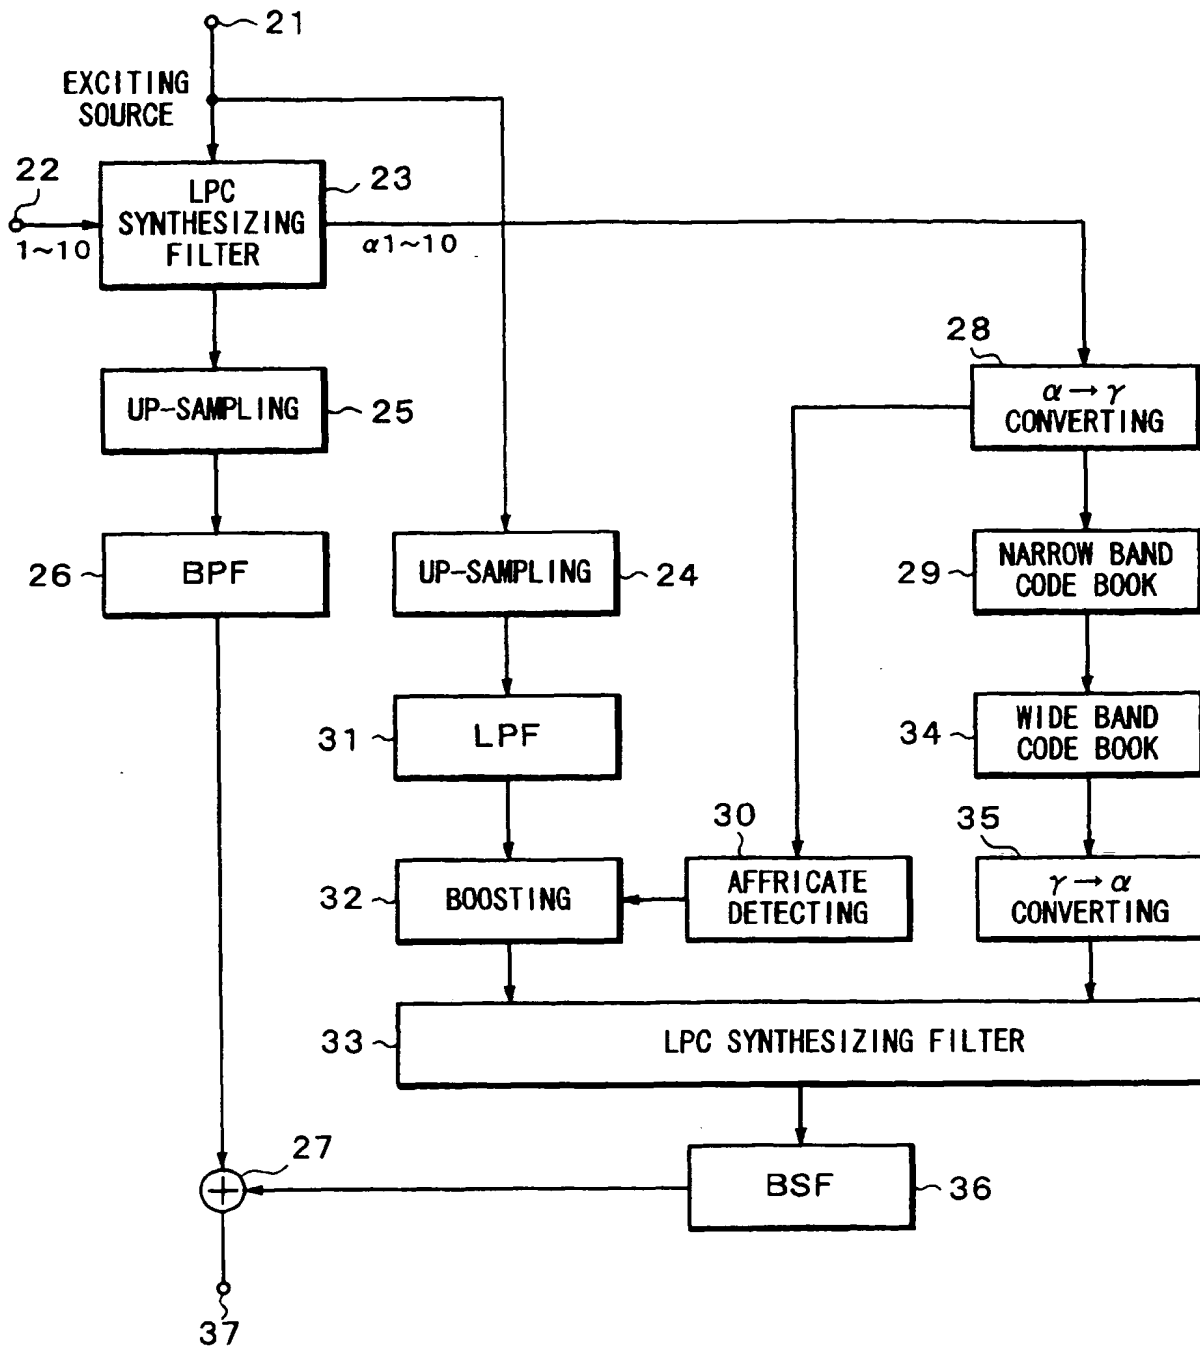 21
EXCITING
SOURCE
22
1~10
LPC
SYNTHESIZING
FILTER
23
α1~10
28
α→γ
CONVERTING
UP-SAMPLING
25
26
BPF
UP-SAMPLING
24
29
NARROW BAND
CODE BOOK
31
LPF
34
WIDE BAND
CODE BOOK
30
35
32
BOOSTING
AFFRICATE
DETECTING
γ→α
CONVERTING
33
LPC SYNTHESIZING FILTER
27
+
BSF
36
37